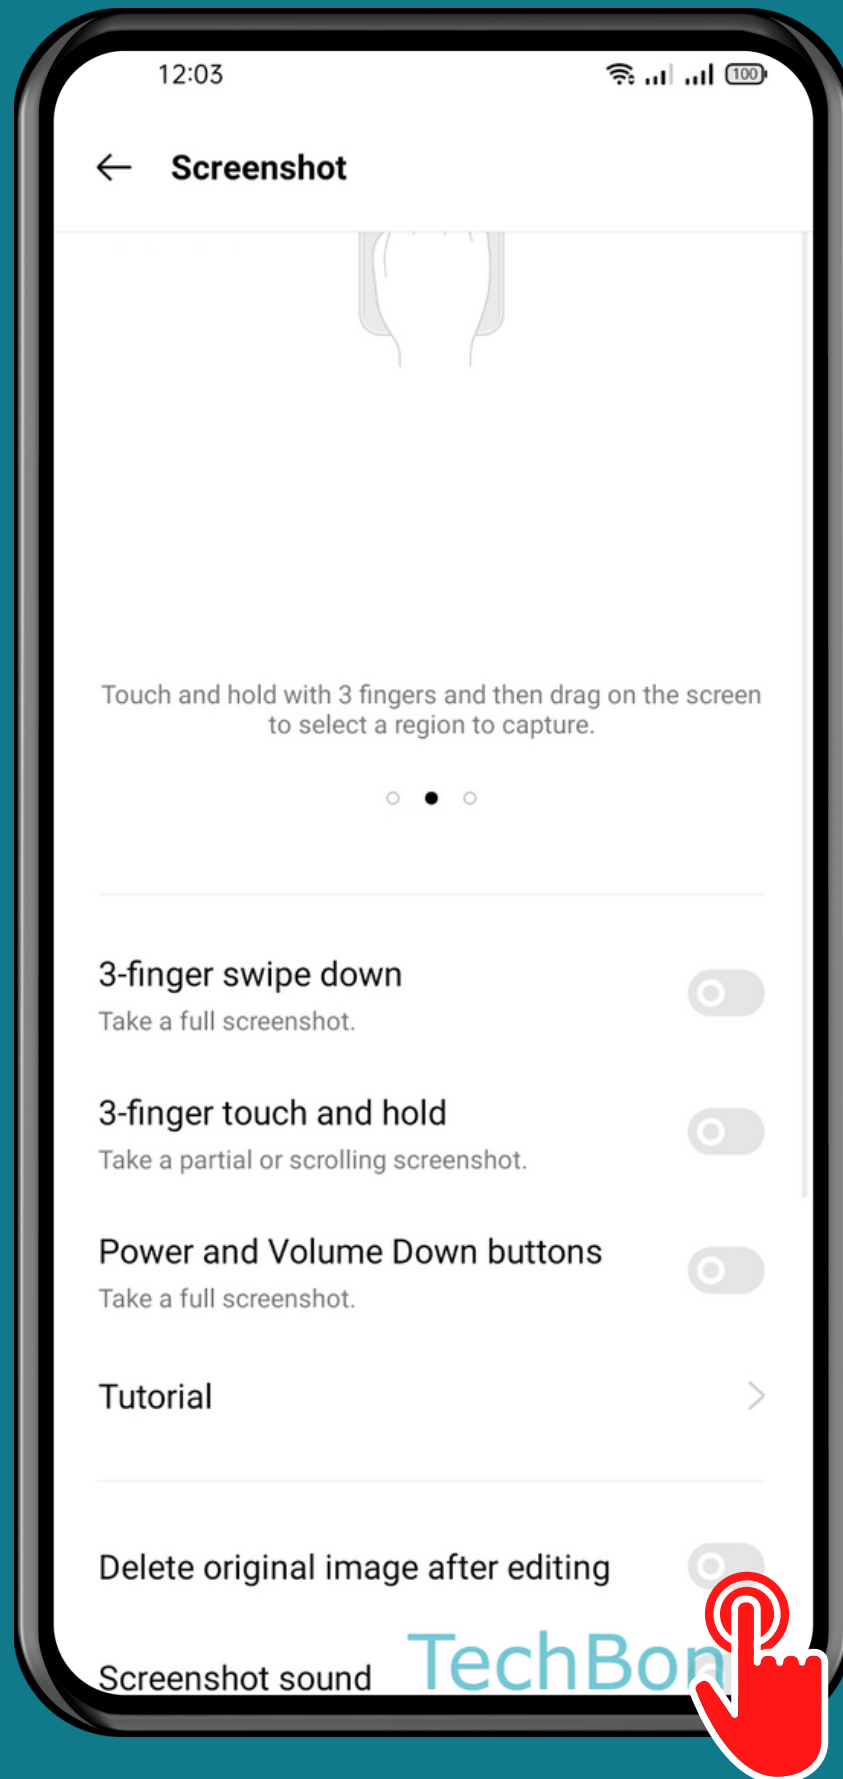 12:03
100
Screenshot
Touch and hold with 3 fingers and then drag on the screen
to select a region to capture.
3-finger swipe down
Take a full screenshot.
3-finger touch and hold
Take a partial or scrolling screenshot.
Power and Volume Down buttons
Take a full screenshot.
Tutorial
Delete original image after editing
TechBon
Screenshot sound